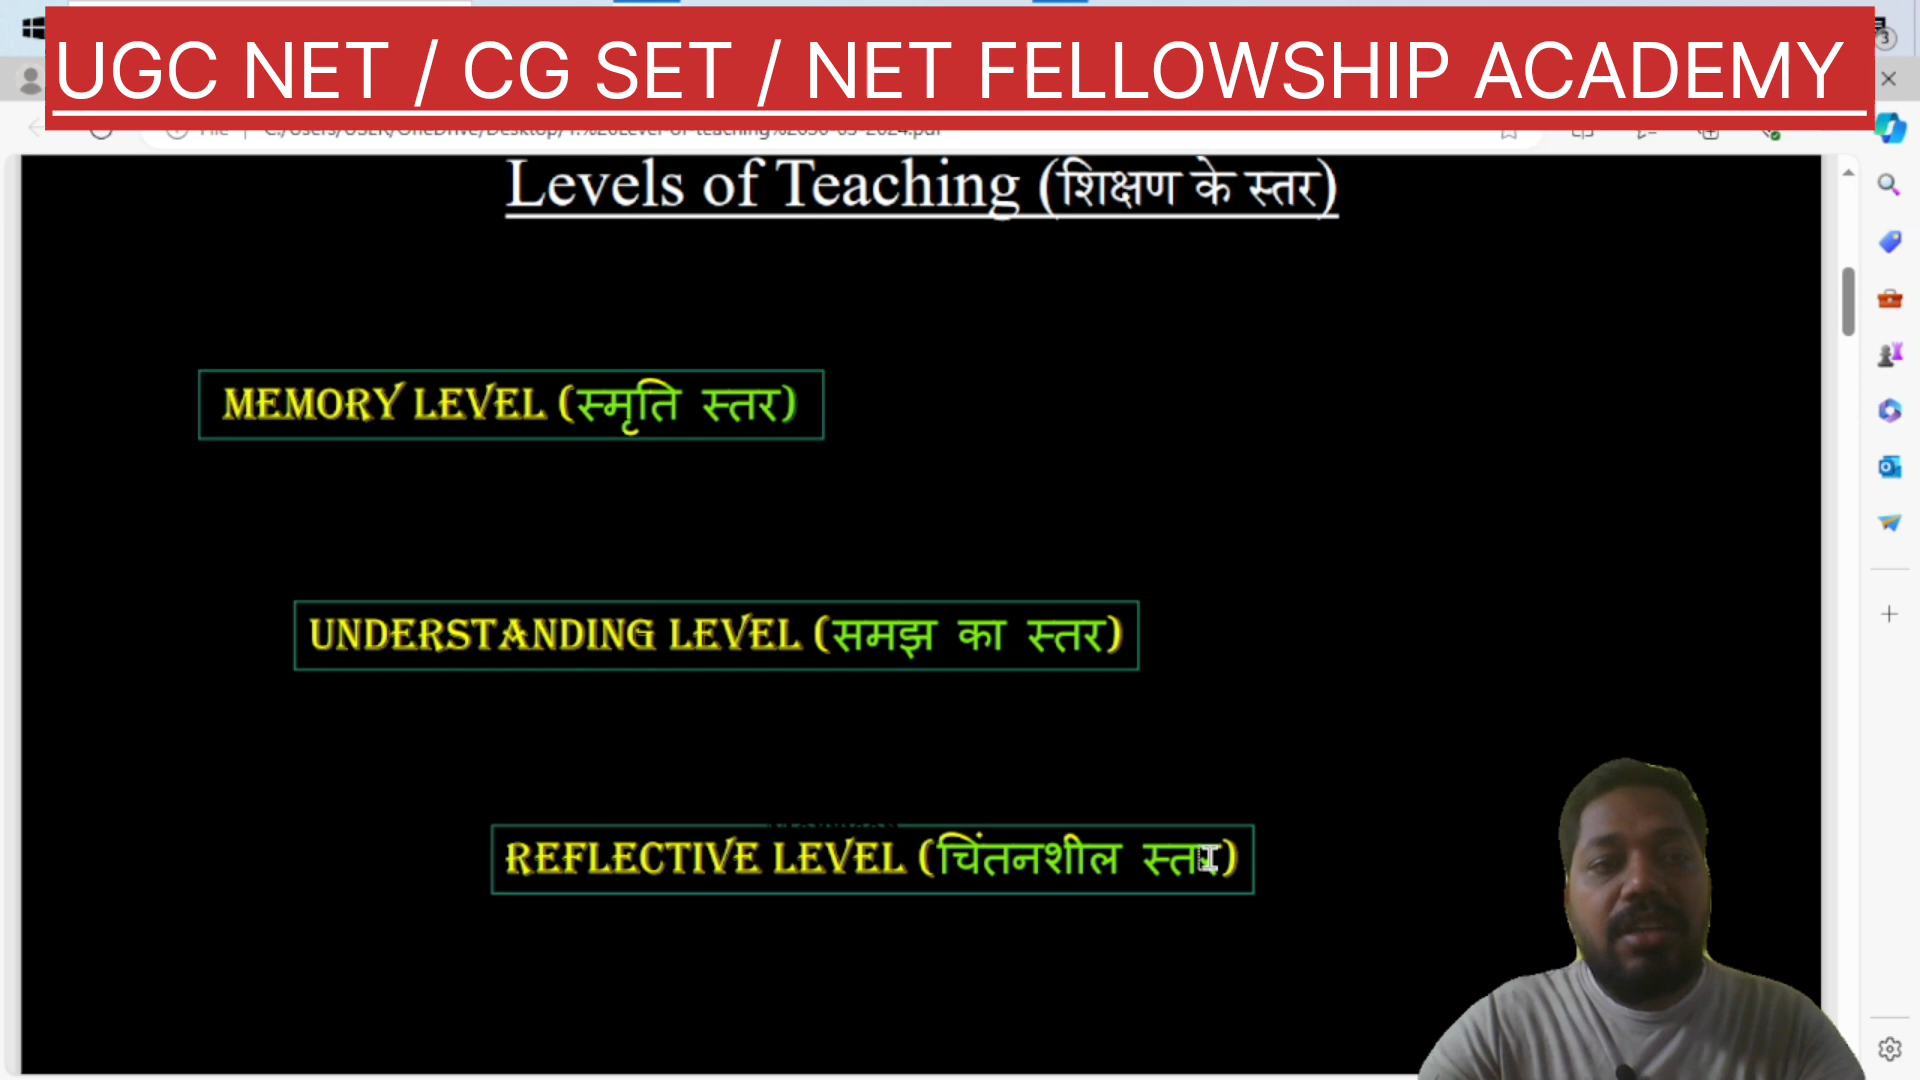 UGC NET / CG SET / NET FELLOWSHIP ACADEMY
3
Levels of Teaching (शिक्षण के स्तर)
MEMORY LEVEL (स्मृति स्तर)
UNDERSTANDING LEVEL (समझ का स्तर)
REFLECTIVE LEVEL (चिंतनशील स्तर)